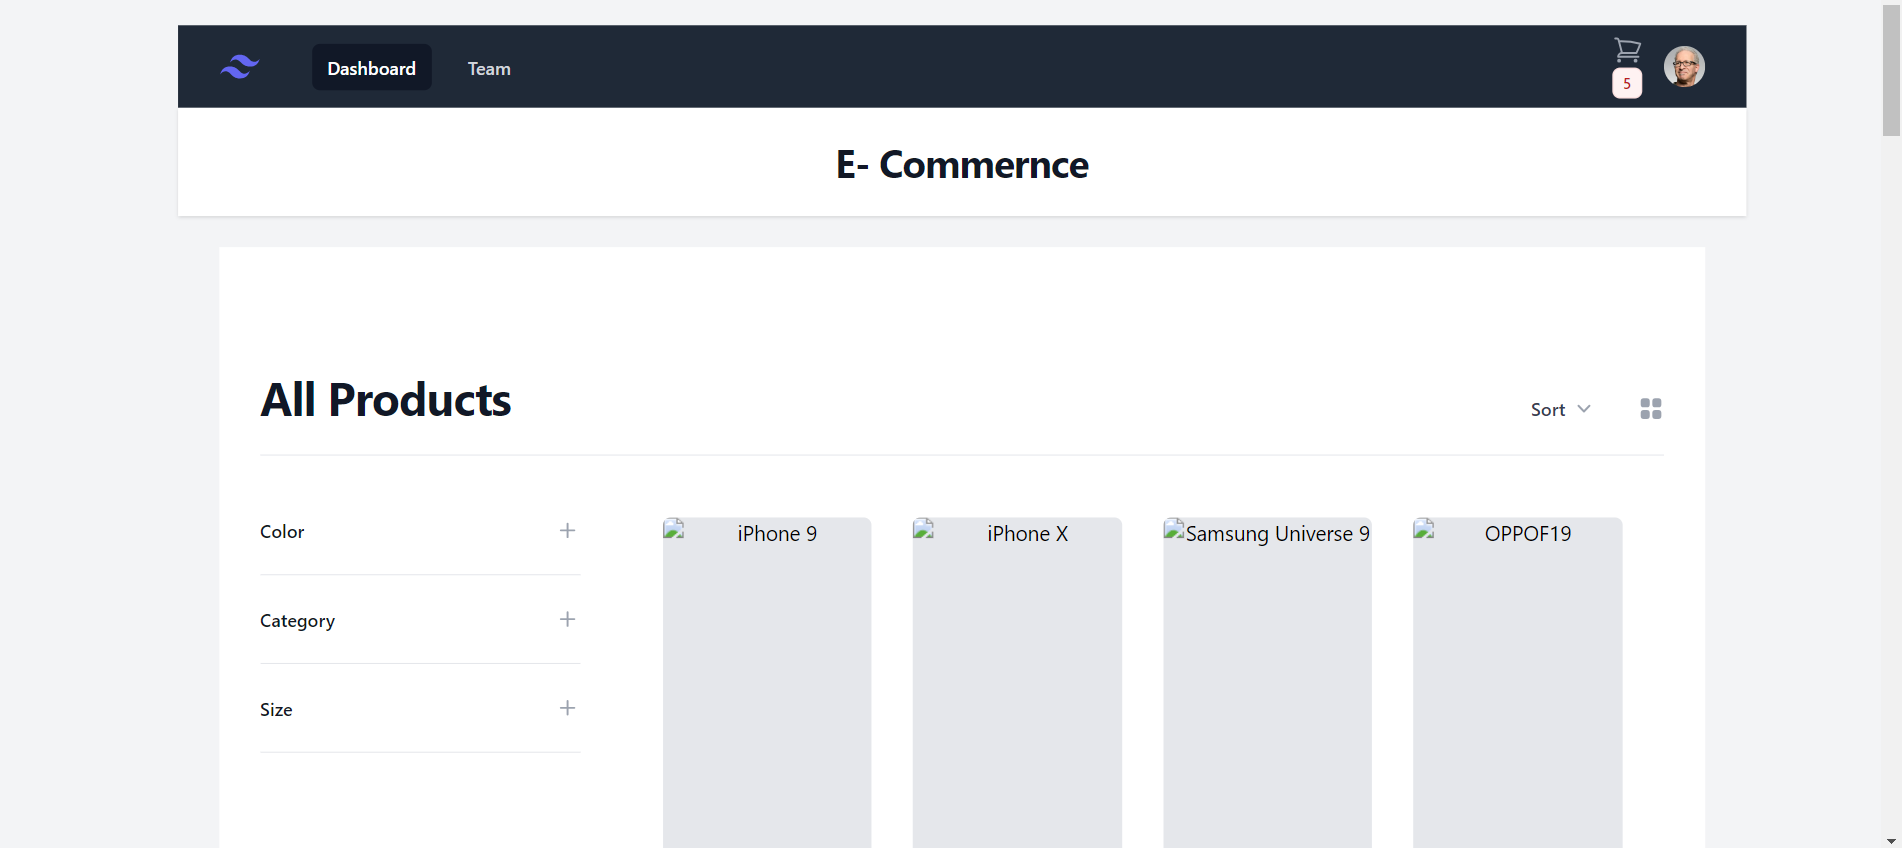 Dashboard Team
5
E- Commernce
All Products
Sort
Color
Category
Size
iPhone 9 iPhone X Samsung Universe 9 OPPOF19